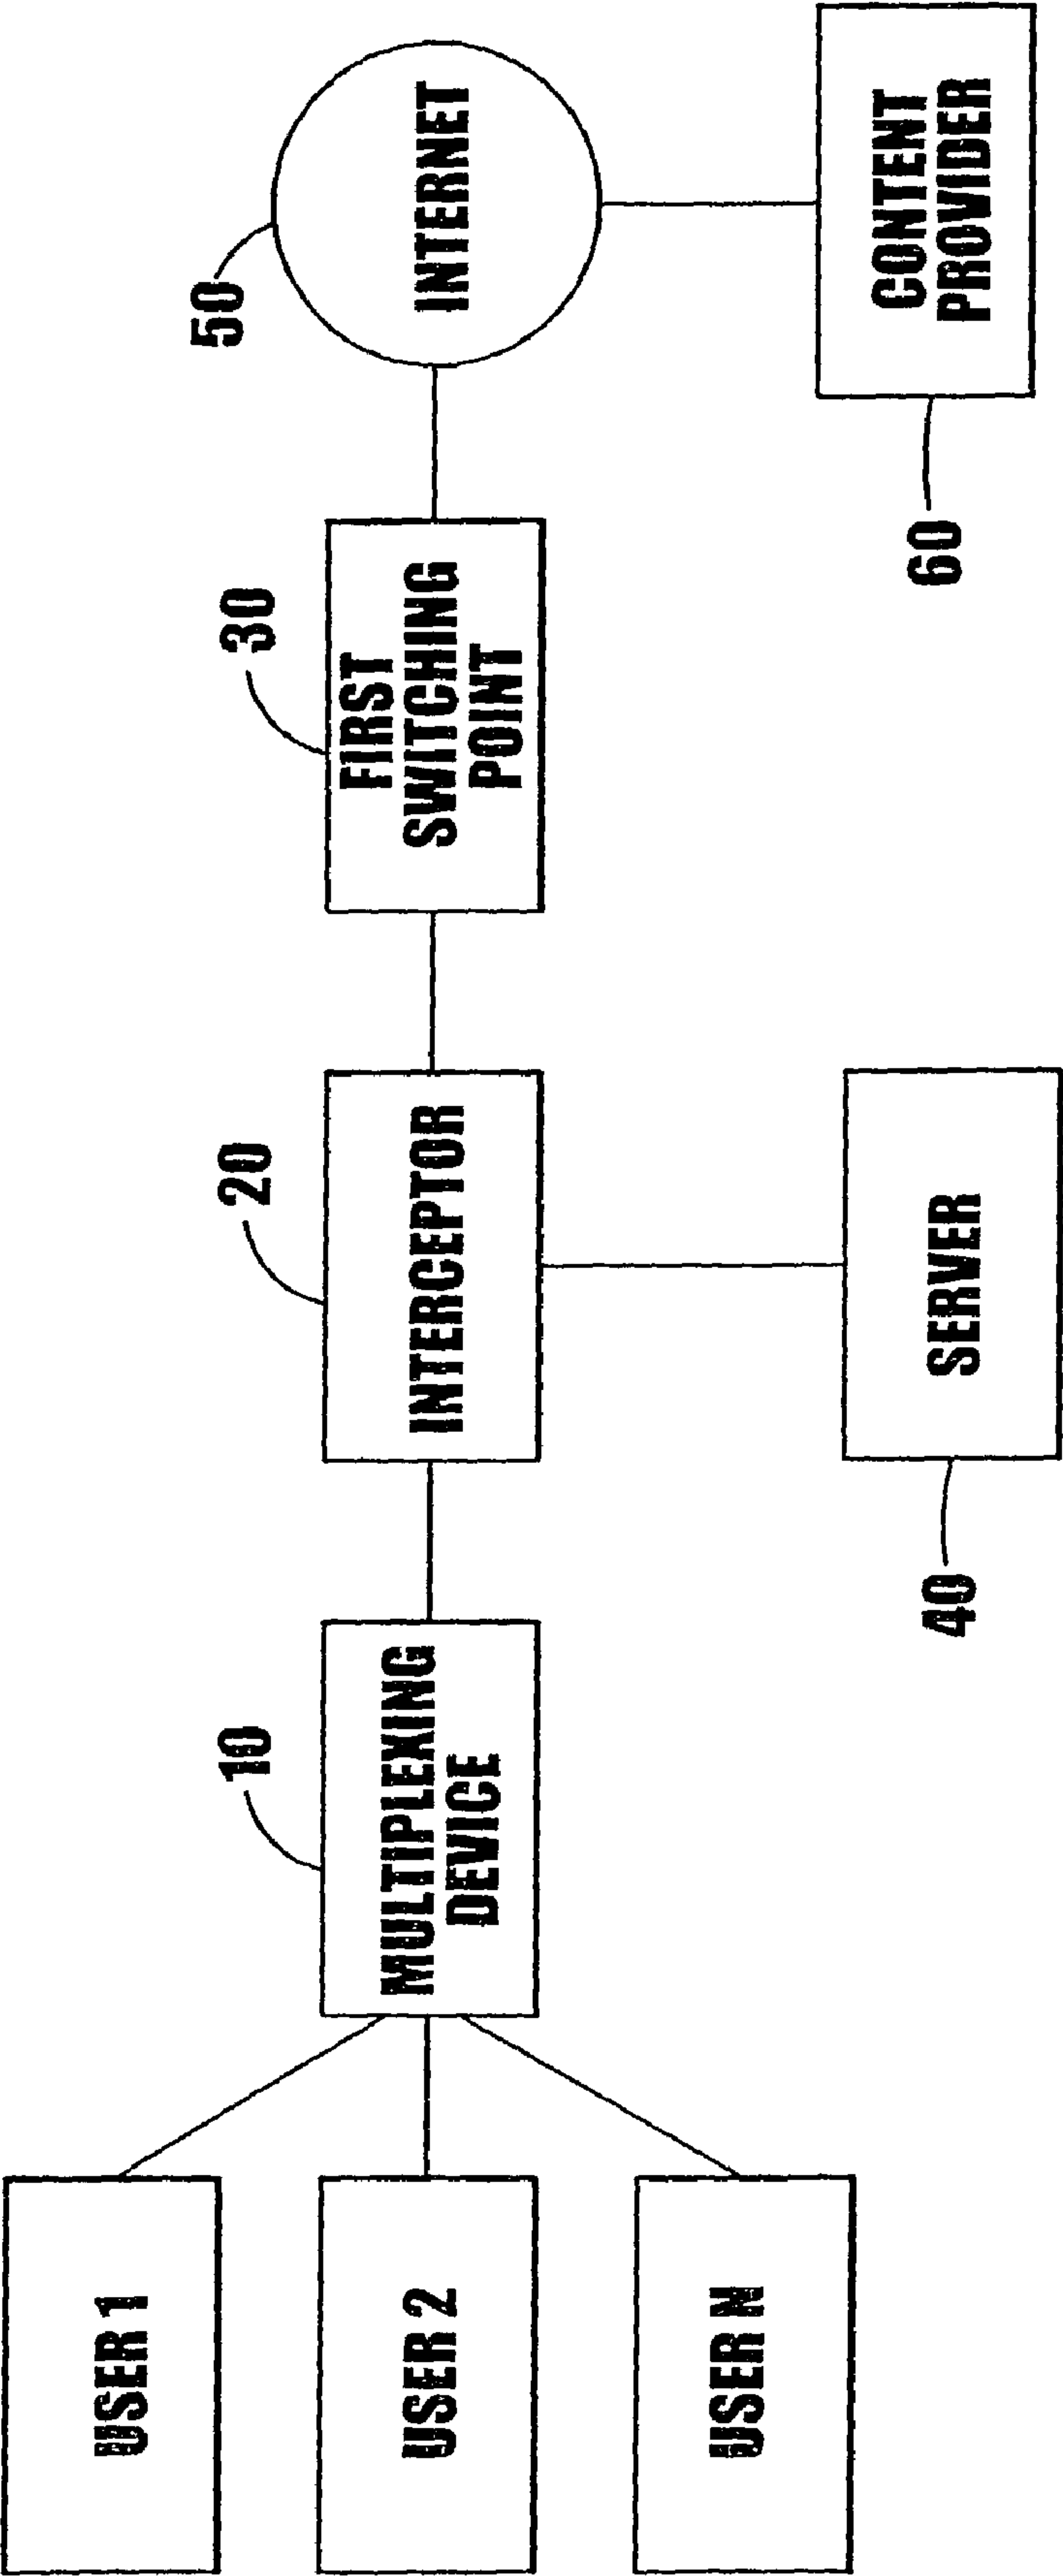 USER 1
USER 2
USER N
10
MULTIPLEXING
DEVICE
20
INTERCEPTOR
40
SERVER
30
FIRST
SWITCHING
POINT
50
INTERNET
60
CONTENT
PROVIDER